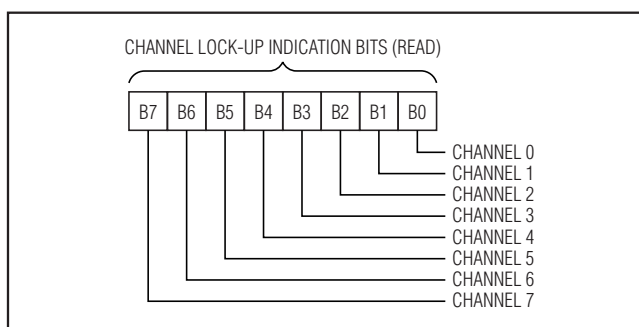 CHANNEL LOCK-UP INDICATION BITS (READ)
B7 B6 B5 B4 B3 B2 B1 B0
CHANNEL 0
CHANNEL 1
CHANNEL 2
CHANNEL 3
CHANNEL 4
CHANNEL 5
CHANNEL 6
CHANNEL 7